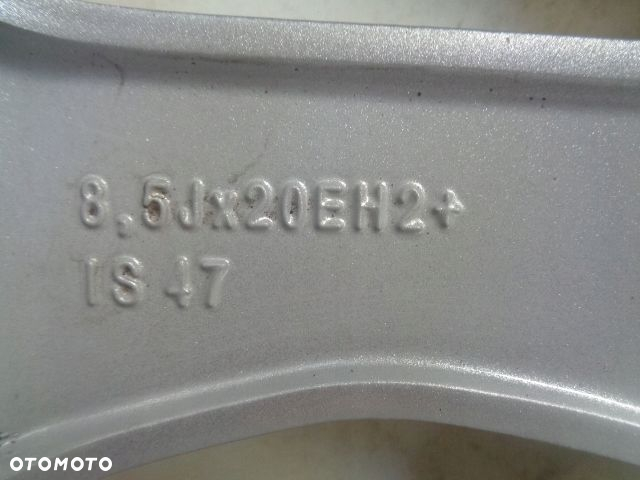 8,5Jx20EH2+
IS 47
OTOMOTO